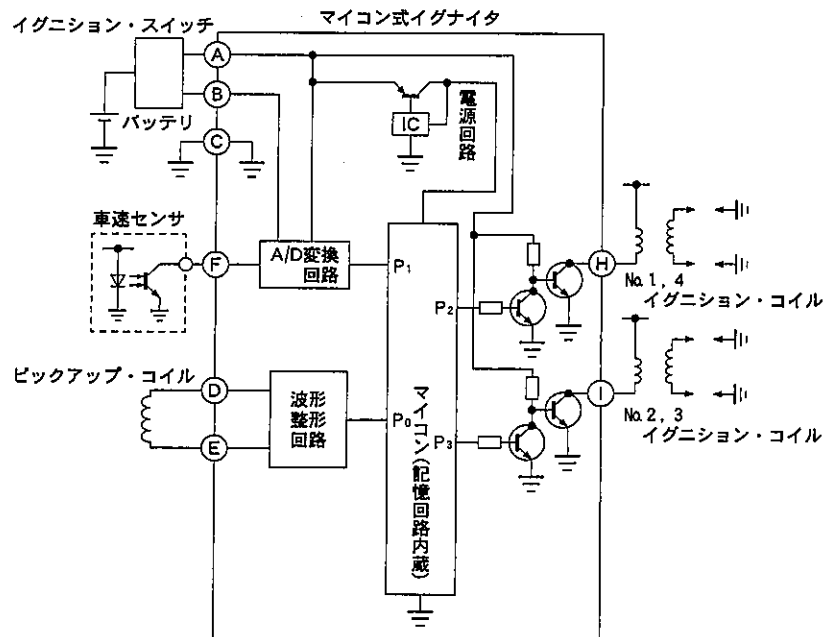 イグニション・スイッチ
マイコン式イグナイタ
A
B
バッテリ
C
IC
電源回路
車速センサ
F
A/D変換
回路
P1
P2
H
No.1, 4
イグニション・コイル
ピックアップ・コイル
D
E
波形
整形
回路
P0
P3
マイコン(記憶回路内蔵)
I
No.2, 3
イグニション・コイル